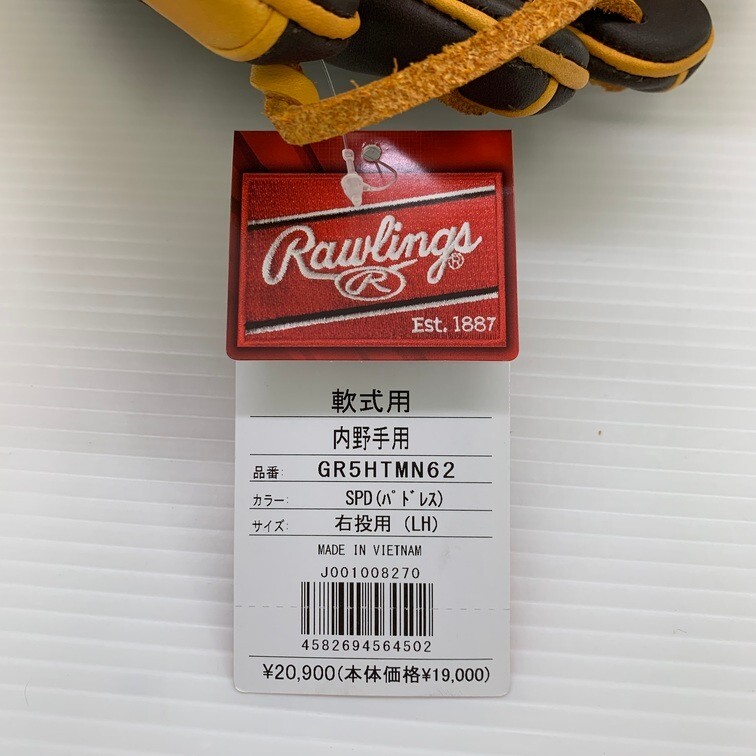 Rawlings®
R
Est. 1887
軟式用
内野手用
品番: GR5HTMN62
カラー: SPD(パドレス)
サイズ: 右投用 (LH)
MADE IN VIETNAM
J001008270
4582694564502
¥20,900(本体価格¥19,000)